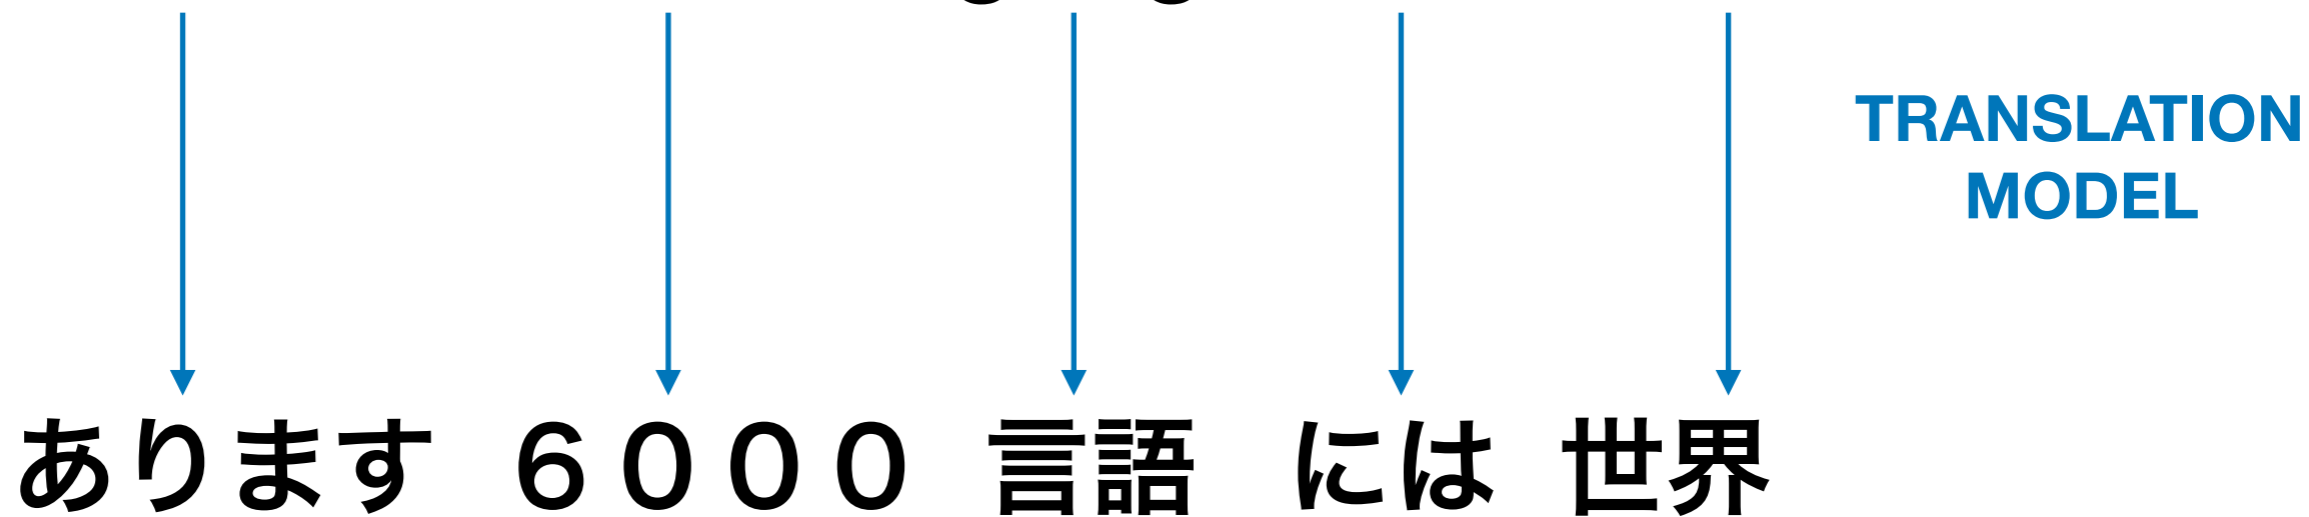 TRANSLATION
MODEL
あります ６０００ 言語 には 世界